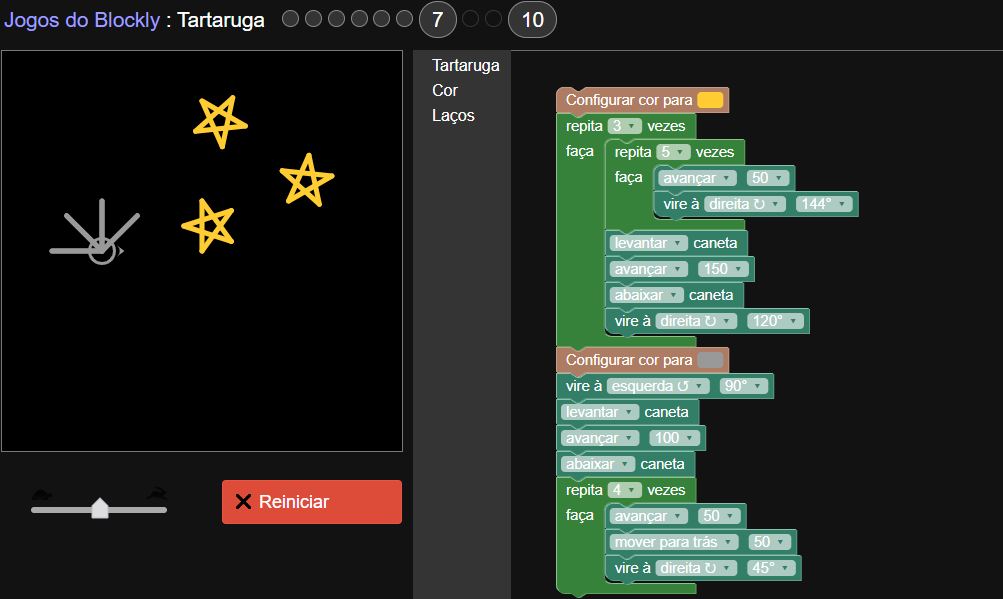 Jogos do Blockly : Tartaruga 7 10
Tartaruga
Cor
Laços
Configurar cor para
repita 3 vezes
faça repita 5 vezes
faça avançar 50
vire à direita ↻ 144°
levantar caneta
avançar 150
abaixar caneta
vire à direita ↻ 120°
Configurar cor para
vire à esquerda ↺ 90°
levantar caneta
avançar 100
abaixar caneta
repita 4 vezes
faça avançar 50
mover para trás 50
vire à direita ↻ 45°
Reiniciar